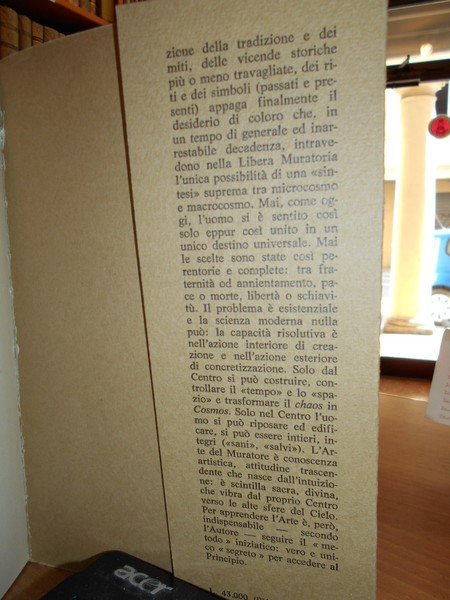 zione della tradizione e dei
miti, delle vicende storiche
più o meno travagliate, dei ri-
ti e dei simboli (passati e pre-
senti) appaga finalmente il
desiderio di coloro che, in
un tempo di generale ed inar-
restabile decadenza, intrave-
dono nella Libera Muratoria
l'unica possibilità di una «sin-
tesi» suprema tra microcosmo
e macrocosmo. Mai, come og-
gi, l'uomo si è sentito così
solo eppur così unito in un
unico destino universale. Mai
le scelte sono state così pe-
rentorie e complete: tra fra-
ternità od annientamento, pa-
ce o morte, libertà o schiavi-
tù. Il problema è esistenziale
e la scienza moderna nulla
può: la capacità risolutiva è
nell'azione interiore di crea-
zione e nell'azione esteriore
di concretizzazione. Solo dal
Centro si può costruire, con-
trollare il «tempo» e lo «spa-
zio» e trasformare il chaos in
Cosmos. Solo nel Centro l'uo-
mo si può riposare ed edifi-
care, si può essere intieri, in-
tegri («sani», «salvi»). L'Ar-
te del Muratore è conoscenza
artistica, attitudine trascen-
dente che nasce dall'intuizio-
ne: è scintilla sacra, divina,
che vibra dal proprio Centro
verso le alte sfere del Cielo.
Per apprendere l'Arte è, però,
indispensabile — secondo
l'Autore — seguire il «me-
todo» iniziatico: vero e uni-
co «segreto» per accedere al
Principio.
L. 43.000
acer